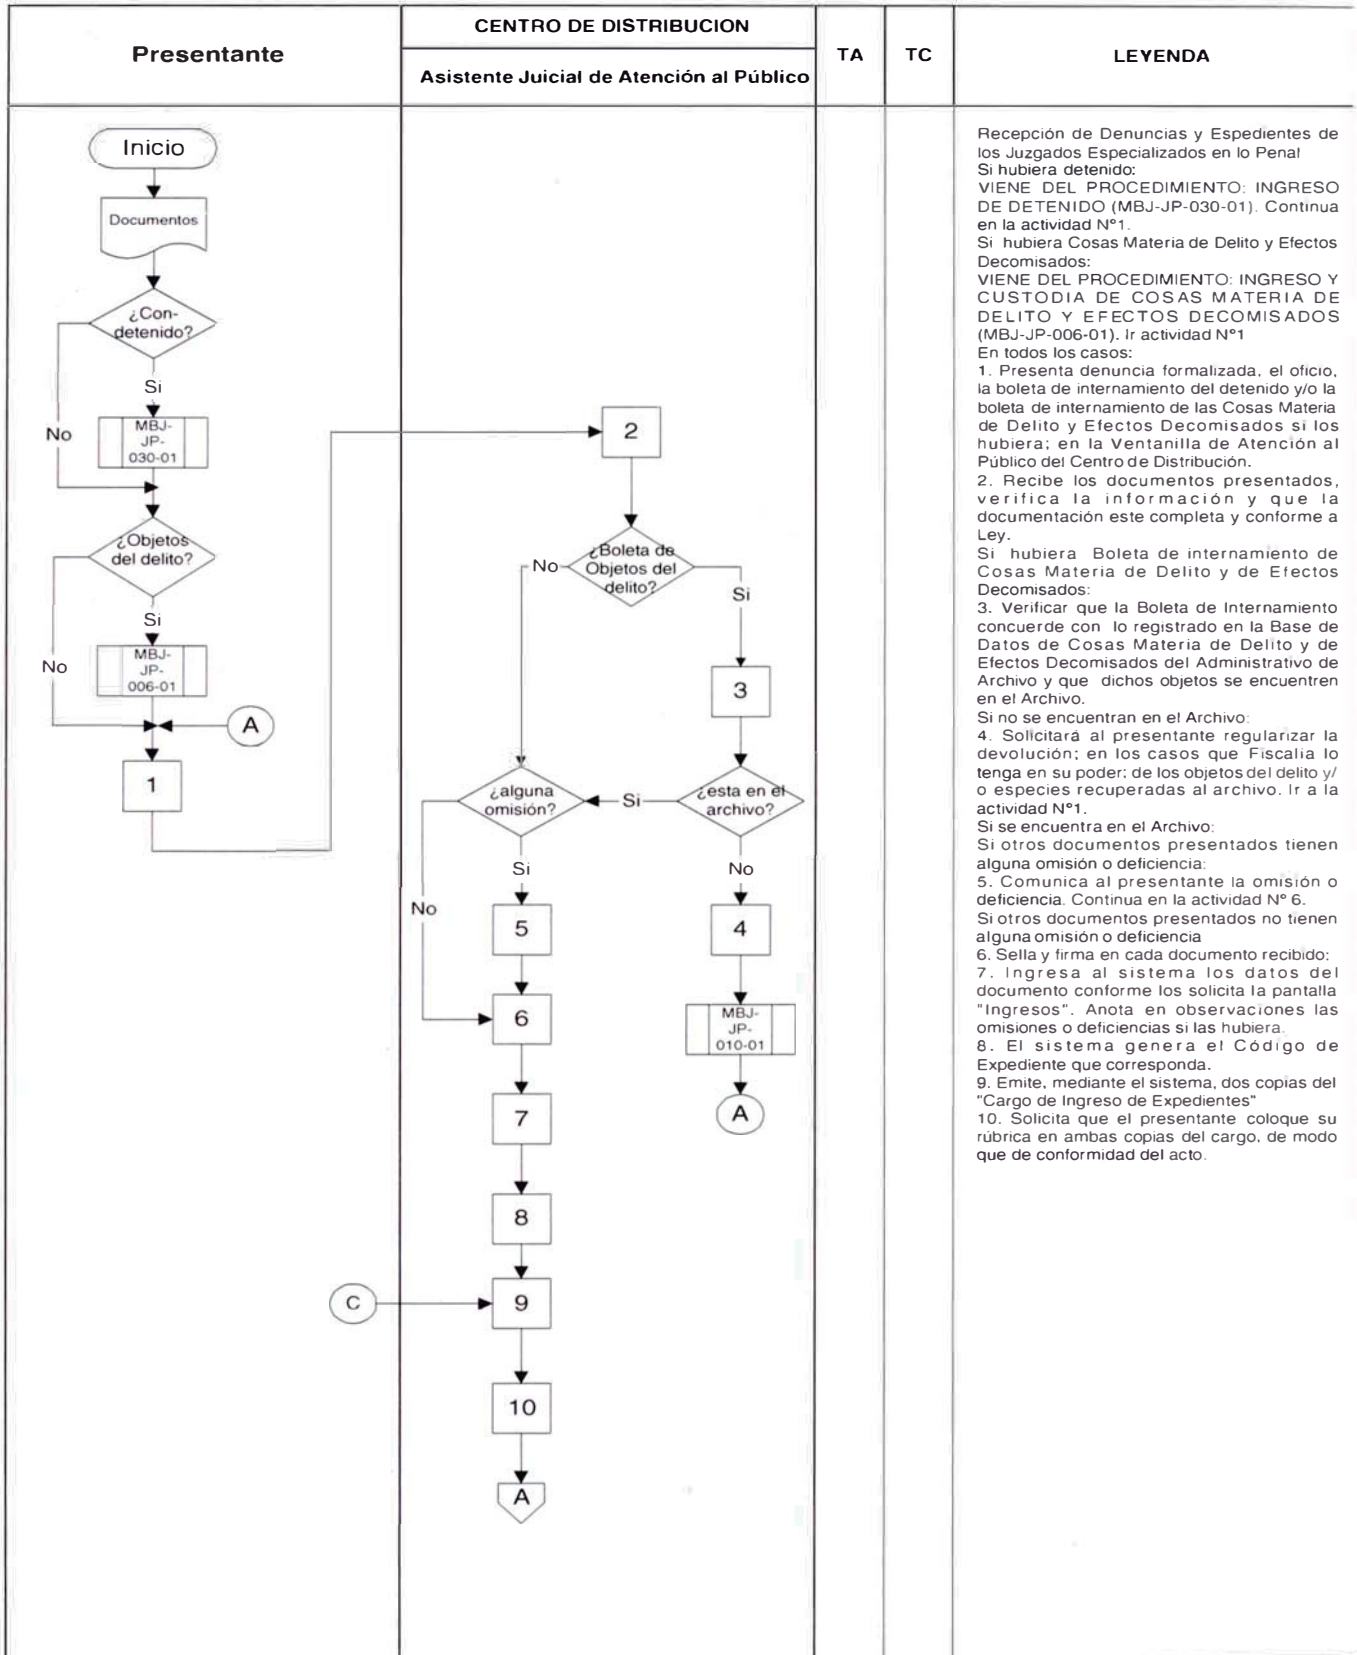 CENTRO DE DISTRIBUCION
Presentante
Asistente Juicial de Atención al Público
TA
TC
LEYENDA
Inicio
Documentos
¿Con-
detenido?
Si
No
MBJ-
JP-
030-01
¿Objetos
del delito?
Si
No
MBJ-
JP-
006-01
A
1
2
¿Boleta de
Objetos del
delito?
No
Si
3
¿esta en el
archivo?
Si
¿alguna
omisión?
Si
No
No
5
4
6
MBJ-
JP-
010-01
7
A
8
C
9
10
A
Recepción de Denuncias y Espedientes de
los Juzgados Especializados en lo Penal
Si hubiera detenido:
VIENE DEL PROCEDIMIENTO: INGRESO
DE DETENIDO (MBJ-JP-030-01). Continua
en la actividad N°1.
Si hubiera Cosas Materia de Delito y Efectos
Decomisados:
VIENE DEL PROCEDIMIENTO: INGRESO Y
CUSTODIA DE COSAS MATERIA DE
DELITO Y EFECTOS DECOMISADOS
(MBJ-JP-006-01). Ir actividad N°1
En todos los casos:
1. Presenta denuncia formalizada, el oficio,
la boleta de internamiento del detenido y/o la
boleta de internamiento de las Cosas Materia
de Delito y Efectos Decomisados si los
hubiera; en la Ventanilla de Atención al
Público del Centro de Distribución.
2. Recibe los documentos presentados,
verifica la información y que la
documentación este completa y conforme a
Ley.
Si hubiera Boleta de internamiento de
Cosas Materia de Delito y de Efectos
Decomisados:
3. Verificar que la Boleta de Internamiento
concuerde con lo registrado en la Base de
Datos de Cosas Materia de Delito y de
Efectos Decomisados del Administrativo de
Archivo y que dichos objetos se encuentren
en el Archivo.
Si no se encuentran en el Archivo:
4. Solicitará al presentante regularizar la
devolución; en los casos que Fiscalia lo
tenga en su poder; de los objetos del delito y/
o especies recuperadas al archivo. Ir a la
actividad N°1.
Si se encuentra en el Archivo:
Si otros documentos presentados tienen
alguna omisión o deficiencia:
5. Comunica al presentante la omisión o
deficiencia. Continua en la actividad N° 6.
Si otros documentos presentados no tienen
alguna omisión o deficiencia
6. Sella y firma en cada documento recibido;
7. Ingresa al sistema los datos del
documento conforme los solicita la pantalla
"Ingresos". Anota en observaciones las
omisiones o deficiencias si las hubiera.
8. El sistema genera el Código de
Expediente que corresponda.
9. Emite, mediante el sistema, dos copias del
"Cargo de Ingreso de Expedientes"
10. Solicita que el presentante coloque su
rúbrica en ambas copias del cargo, de modo
que de conformidad del acto.